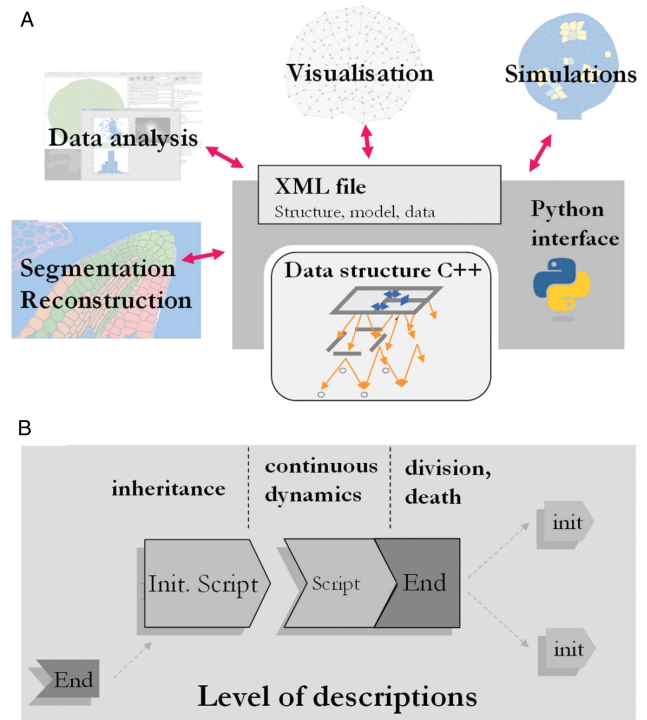 A
Visualisation
Simulations
Data analysis
XML file
Structure, model, data
Python
interface
Segmentation
Reconstruction
Data structure C++
B
inheritance
continuous
dynamics
division,
death
Init. Script
Script
End
init
init
End
Level of descriptions